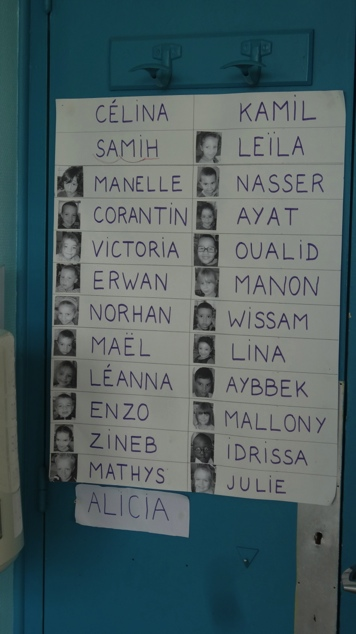 CÉLINA
SAMIH
MANELLE
CORANTIN
VICTORIA
ERWAN
NORHAN
MAËL
LÉANNA
ENZO
ZINEB
MATHYS
ALICIA
KAMIL
LEÏLA
NASSER
AYAT
OUALID
MANON
WISSAM
LINA
AYBBEK
MALLONY
IDRISSA
JULIE